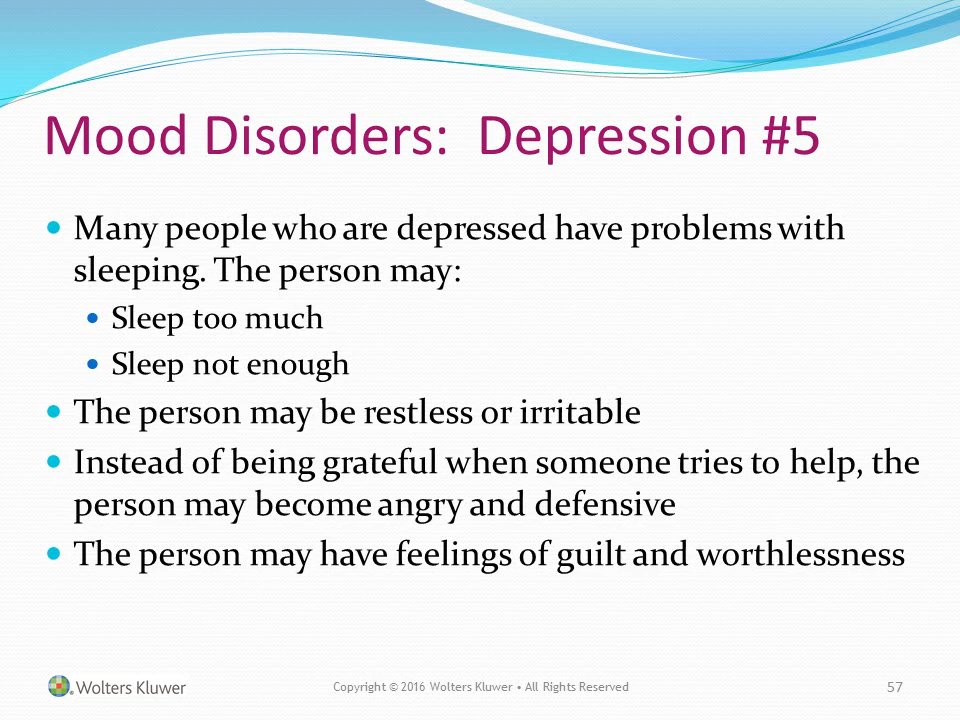 Mood Disorders:  Depression #5
• Many people who are depressed have problems with
sleeping. The person may:
• Sleep too much
• Sleep not enough
• The person may be restless or irritable
• Instead of being grateful when someone tries to help, the
person may become angry and defensive
• The person may have feelings of guilt and worthlessness
Wolters Kluwer
Copyright © 2016 Wolters Kluwer • All Rights Reserved
57